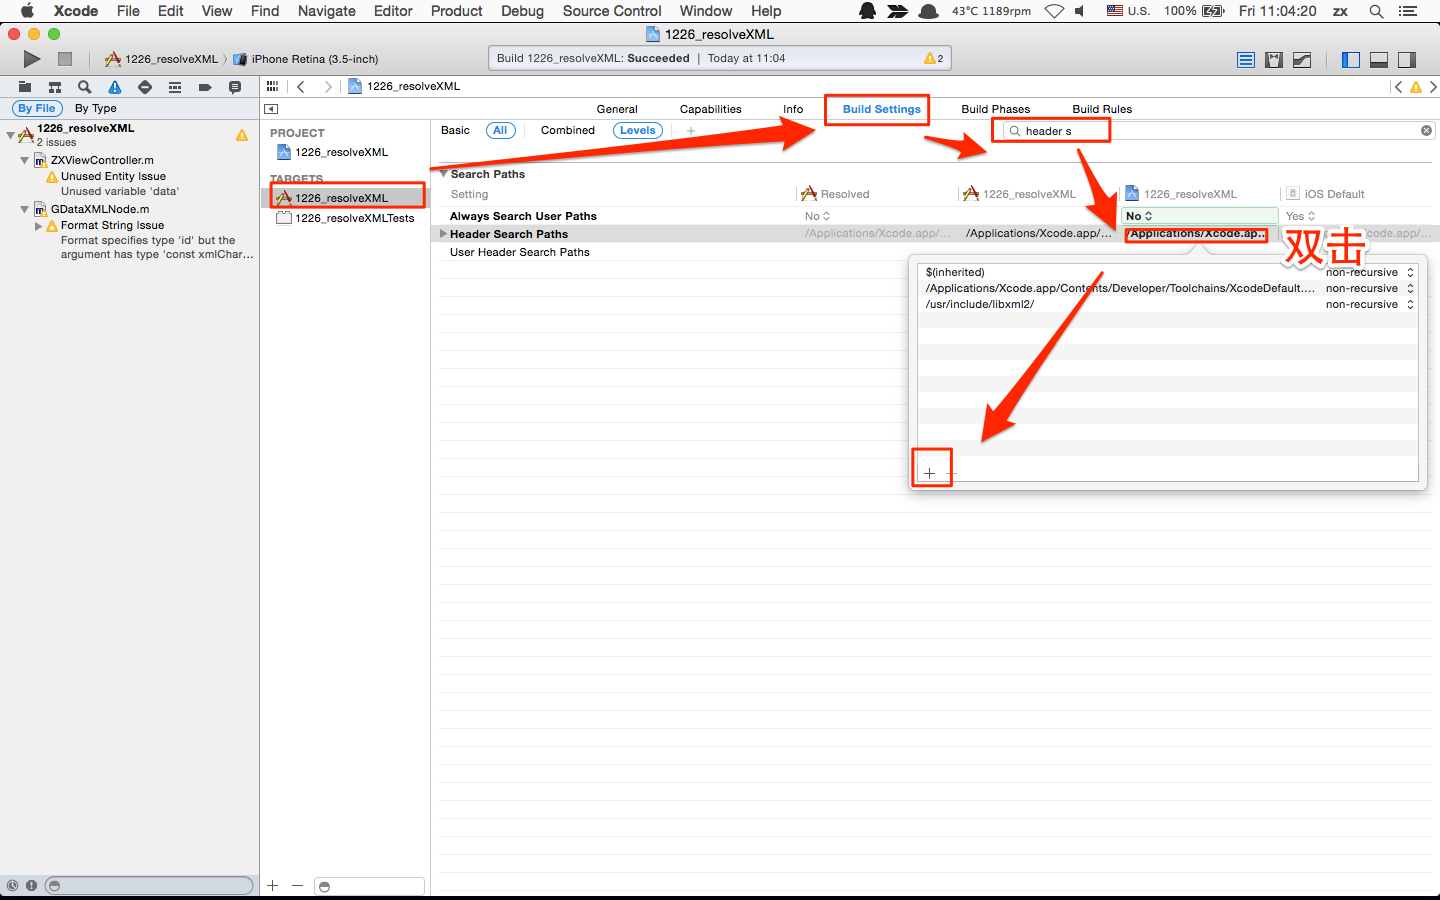 Xcode File Edit View Find Navigate Editor Product Debug Source Control Window Help 43°C 1189rpm U.S. 100% Fri 11:04:20 zx
1226_resolveXML
1226_resolveXML iPhone Retina (3.5-inch) Build 1226_resolveXML: Succeeded | Today at 11:04 2
1226_resolveXML
By File By Type
General Capabilities Info Build Settings Build Phases Build Rules
1226_resolveXML
2 issues
ZXViewController.m
Unused Entity Issue
Unused variable 'data'
GDataXMLNode.m
Format String Issue
Format specifies type 'id' but the
argument has type 'const xmlChar...
PROJECT
1226_resolveXML
TARGETS
1226_resolveXML
1226_resolveXMLTests
Basic All Combined Levels + header s
Search Paths
Setting Resolved 1226_resolveXML 1226_resolveXML iOS Default
Always Search User Paths No No Yes
Header Search Paths /Applications/Xcode.app/... /Applications/Xcode.app/... /Applications/Xcode.ap... code.app/...
User Header Search Paths
双击
$(inherited) non-recursive
/Applications/Xcode.app/Contents/Developer/Toolchains/XcodeDefault.... non-recursive
/usr/include/libxml2/ non-recursive